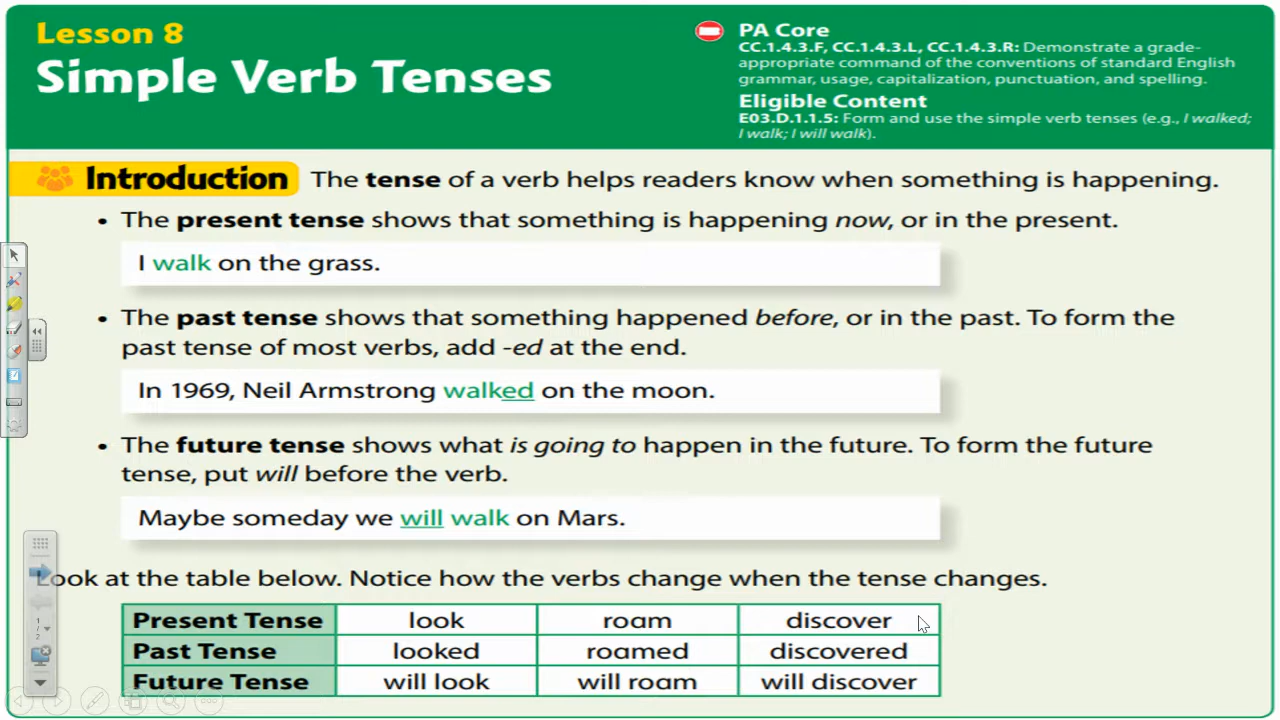 Lesson 8
Simple Verb Tenses
PA Core
CC.1.4.3.F, CC.1.4.3.L, CC.1.4.3.R: Demonstrate a grade-
appropriate command of the conventions of standard English
grammar, usage, capitalization, punctuation, and spelling.
Eligible Content
E03.D.1.1.5: Form and use the simple verb tenses (e.g., I walked;
I walk; I will walk).
Introduction The tense of a verb helps readers know when something is happening.
• The present tense shows that something is happening now, or in the present.
I walk on the grass.
• The past tense shows that something happened before, or in the past. To form the
past tense of most verbs, add -ed at the end.
In 1969, Neil Armstrong walked on the moon.
• The future tense shows what is going to happen in the future. To form the future
tense, put will before the verb.
Maybe someday we will walk on Mars.
Look at the table below. Notice how the verbs change when the tense changes.
Present Tense look roam discover
Past Tense looked roamed discovered
Future Tense will look will roam will discover
1
/
2